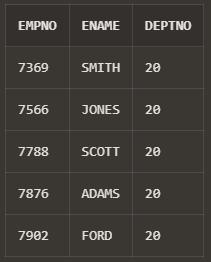 EMPNO ENAME DEPTNO
7369 SMITH 20
7566 JONES 20
7788 SCOTT 20
7876 ADAMS 20
7902 FORD 20